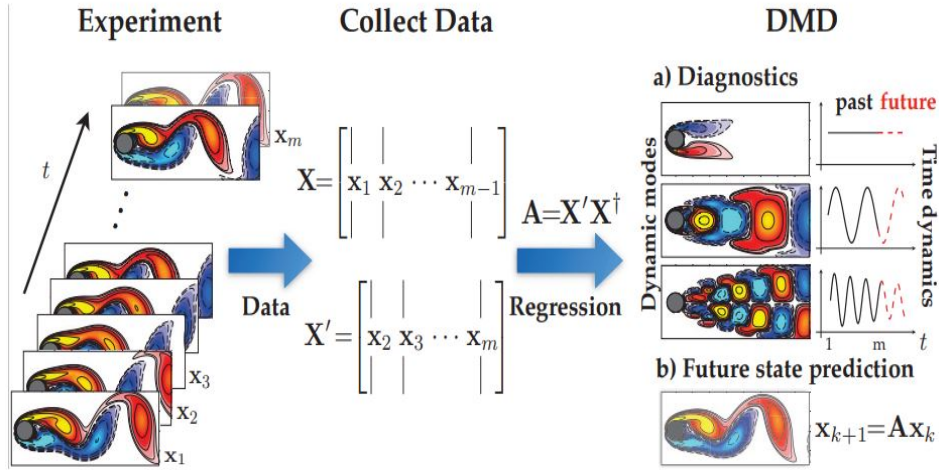 Experiment
t
x_m
x_3
x_2
x_1
Data
Collect Data
X = [x_1 x_2 ⋯ x_{m−1}]
X′ = [x_2 x_3 ⋯ x_m]
A=X′X†
Regression
DMD
a) Diagnostics
Dynamic modes
past future
Time dynamics
1 m t
b) Future state prediction
x_{k+1}=Ax_k